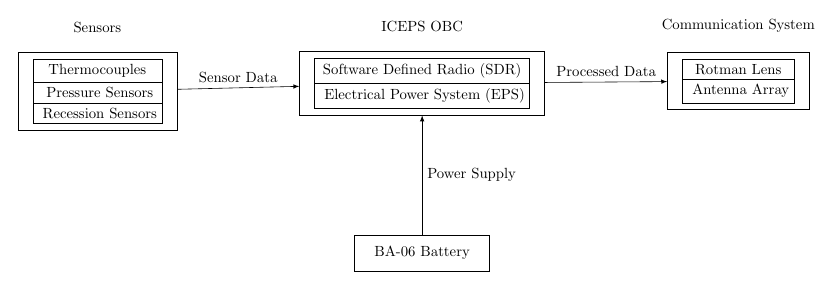 Sensors
ICEPS OBC
Communication System
Thermocouples
Pressure Sensors
Recession Sensors
Sensor Data
Software Defined Radio (SDR)
Electrical Power System (EPS)
Processed Data
Rotman Lens
Antenna Array
Power Supply
BA-06 Battery